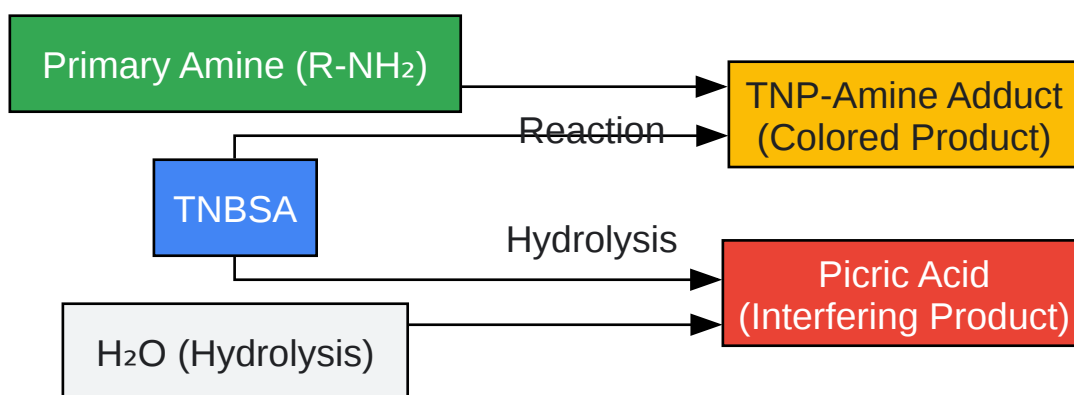 Primary Amine (R-NH₂)
TNP-Amine Adduct
(Colored Product)
Reaction
TNBSA
Hydrolysis
Picric Acid
(Interfering Product)
H₂O (Hydrolysis)